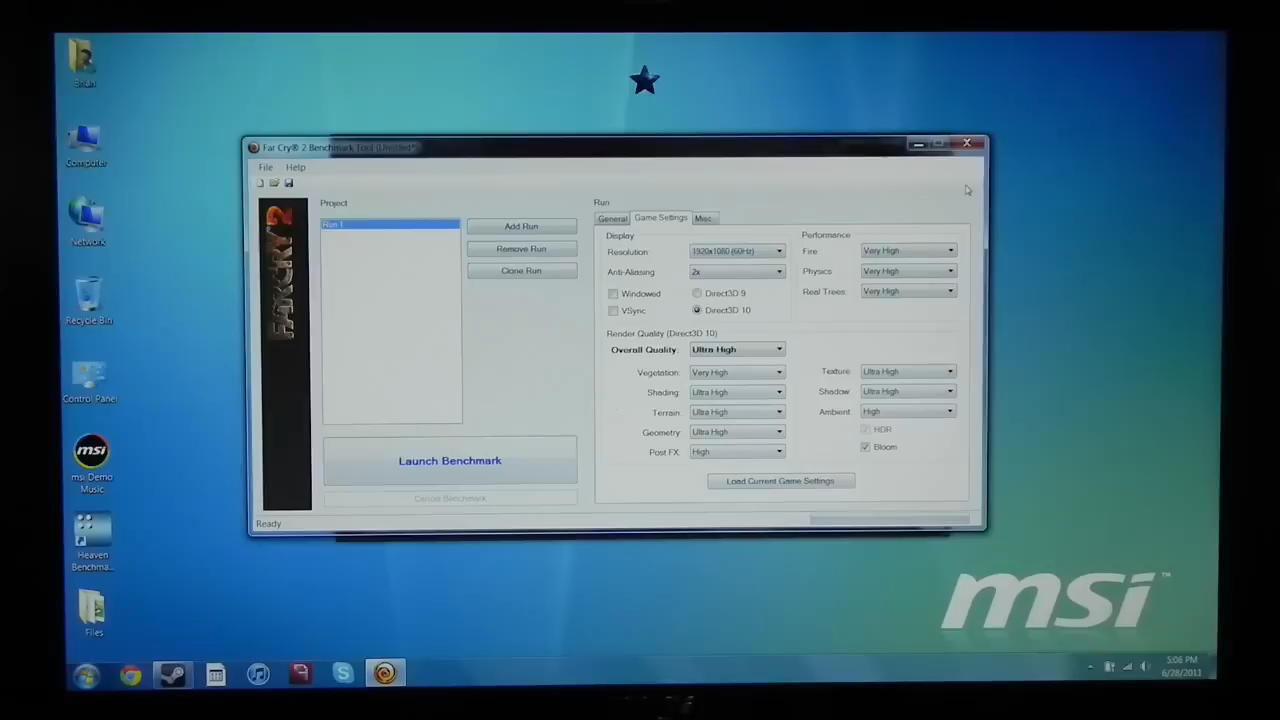 Brian
Computer
Network
Recycle Bin
Control Panel
msi
msi Demo
Music
Heaven
Benchma...
Files
Far Cry® 2 Benchmark Tool (Untitled*)
File Help
FARCRY 2
Project
Run 1
Add Run
Remove Run
Clone Run
Launch Benchmark
Cancel Benchmark
Ready
Run
General Game Settings Misc
Display
Resolution: 1920x1080 (60Hz)
Anti-Aliasing 2x
Windowed Direct3D 9
VSync Direct3D 10
Performance
Fire: Very High
Physics: Very High
Real Trees: Very High
Render Quality (Direct3D 10)
Overall Quality: Ultra High
Vegetation: Very High
Shading: Ultra High
Terrain: Ultra High
Geometry: Ultra High
Post FX: High
Texture: Ultra High
Shadow: Ultra High
Ambient: High
HDR
Bloom
Load Current Game Settings
msi™
5:06 PM
6/28/2011